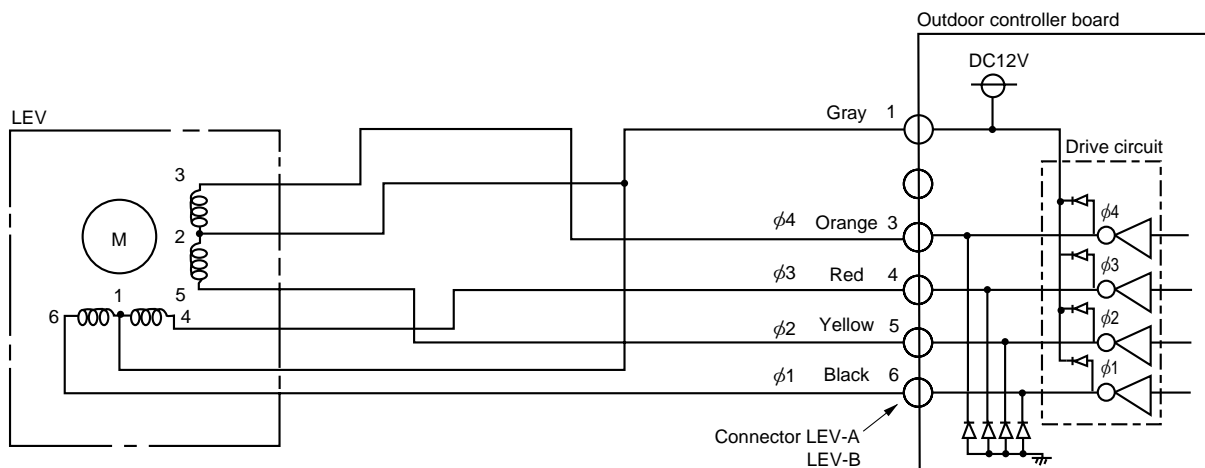 Outdoor controller board
DC12V
LEV
Gray 1
Drive circuit
3
ϕ4 Orange 3
ϕ4
M
2
ϕ3 Red 4
ϕ3
1
5
6
4
ϕ2 Yellow 5
ϕ2
ϕ1 Black 6
ϕ1
Connector LEV-A
LEV-B